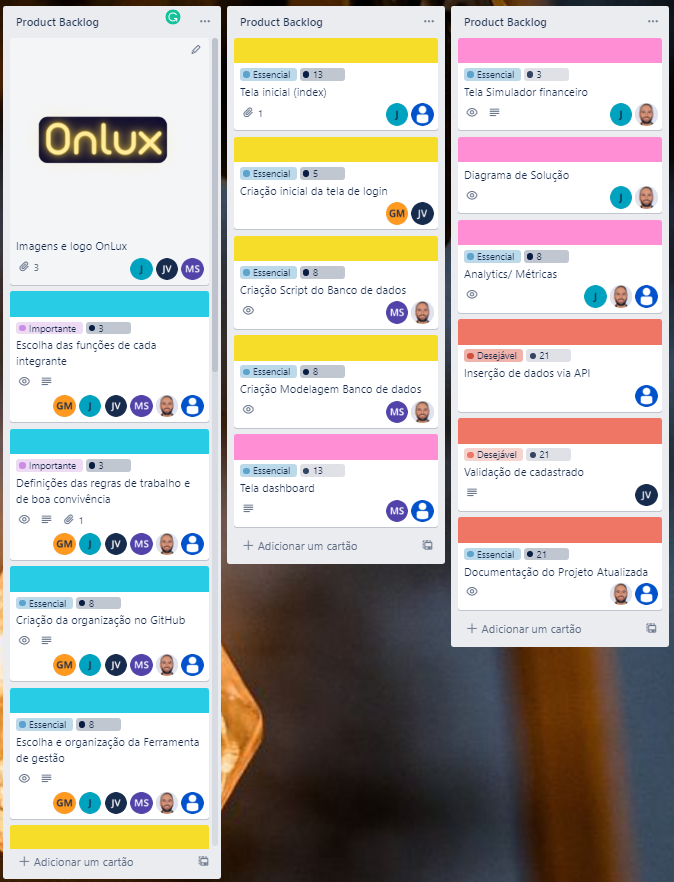 Product Backlog
Onlux
Imagens e logo OnLux
3
J JV MS
Importante 3
Escolha das funções de cada
integrante
GM J JV MS
Importante 3
Definições das regras de trabalho e
de boa convivência
1
GM J JV MS
Essencial 8
Criação da organização no GitHub
GM J JV MS
Essencial 8
Escolha e organização da Ferramenta
de gestão
GM J JV MS
+ Adicionar um cartão
Product Backlog
Essencial 13
Tela inicial (index)
1
J
Essencial 5
Criação inicial da tela de login
GM JV
Essencial 8
Criação Script do Banco de dados
MS
Essencial 8
Criação Modelagem Banco de dados
MS
Essencial 13
Tela dashboard
MS
+ Adicionar um cartão
Product Backlog
Essencial 3
Tela Simulador financeiro
J
Diagrama de Solução
J
Essencial 8
Analytics/ Métricas
J
Desejável 21
Inserção de dados via API
Desejável 21
Validação de cadastrado
JV
Essencial 21
Documentação do Projeto Atualizada
+ Adicionar um cartão